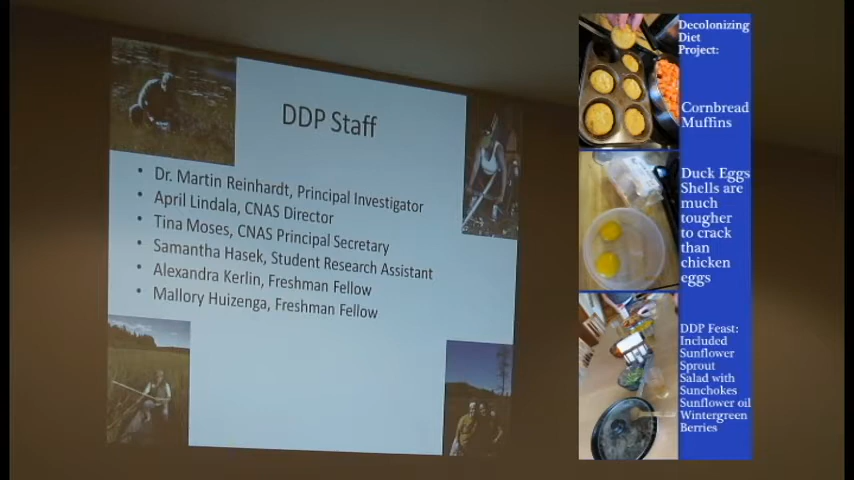 DDP Staff
• Dr. Martin Reinhardt, Principal Investigator
• April Lindala, CNAS Director
• Tina Moses, CNAS Principal Secretary
• Samantha Hasek, Student Research Assistant
• Alexandra Kerlin, Freshman Fellow
• Mallory Huizenga, Freshman Fellow
Decolonizing
Diet
Project:
Cornbread
Muffins
Duck Eggs
Shells are
much
tougher
to crack
than
chicken
eggs
DDP Feast:
Included
Sunflower
Sprout
Salad with
Sunchokes
Sunflower oil
Wintergreen
Berries